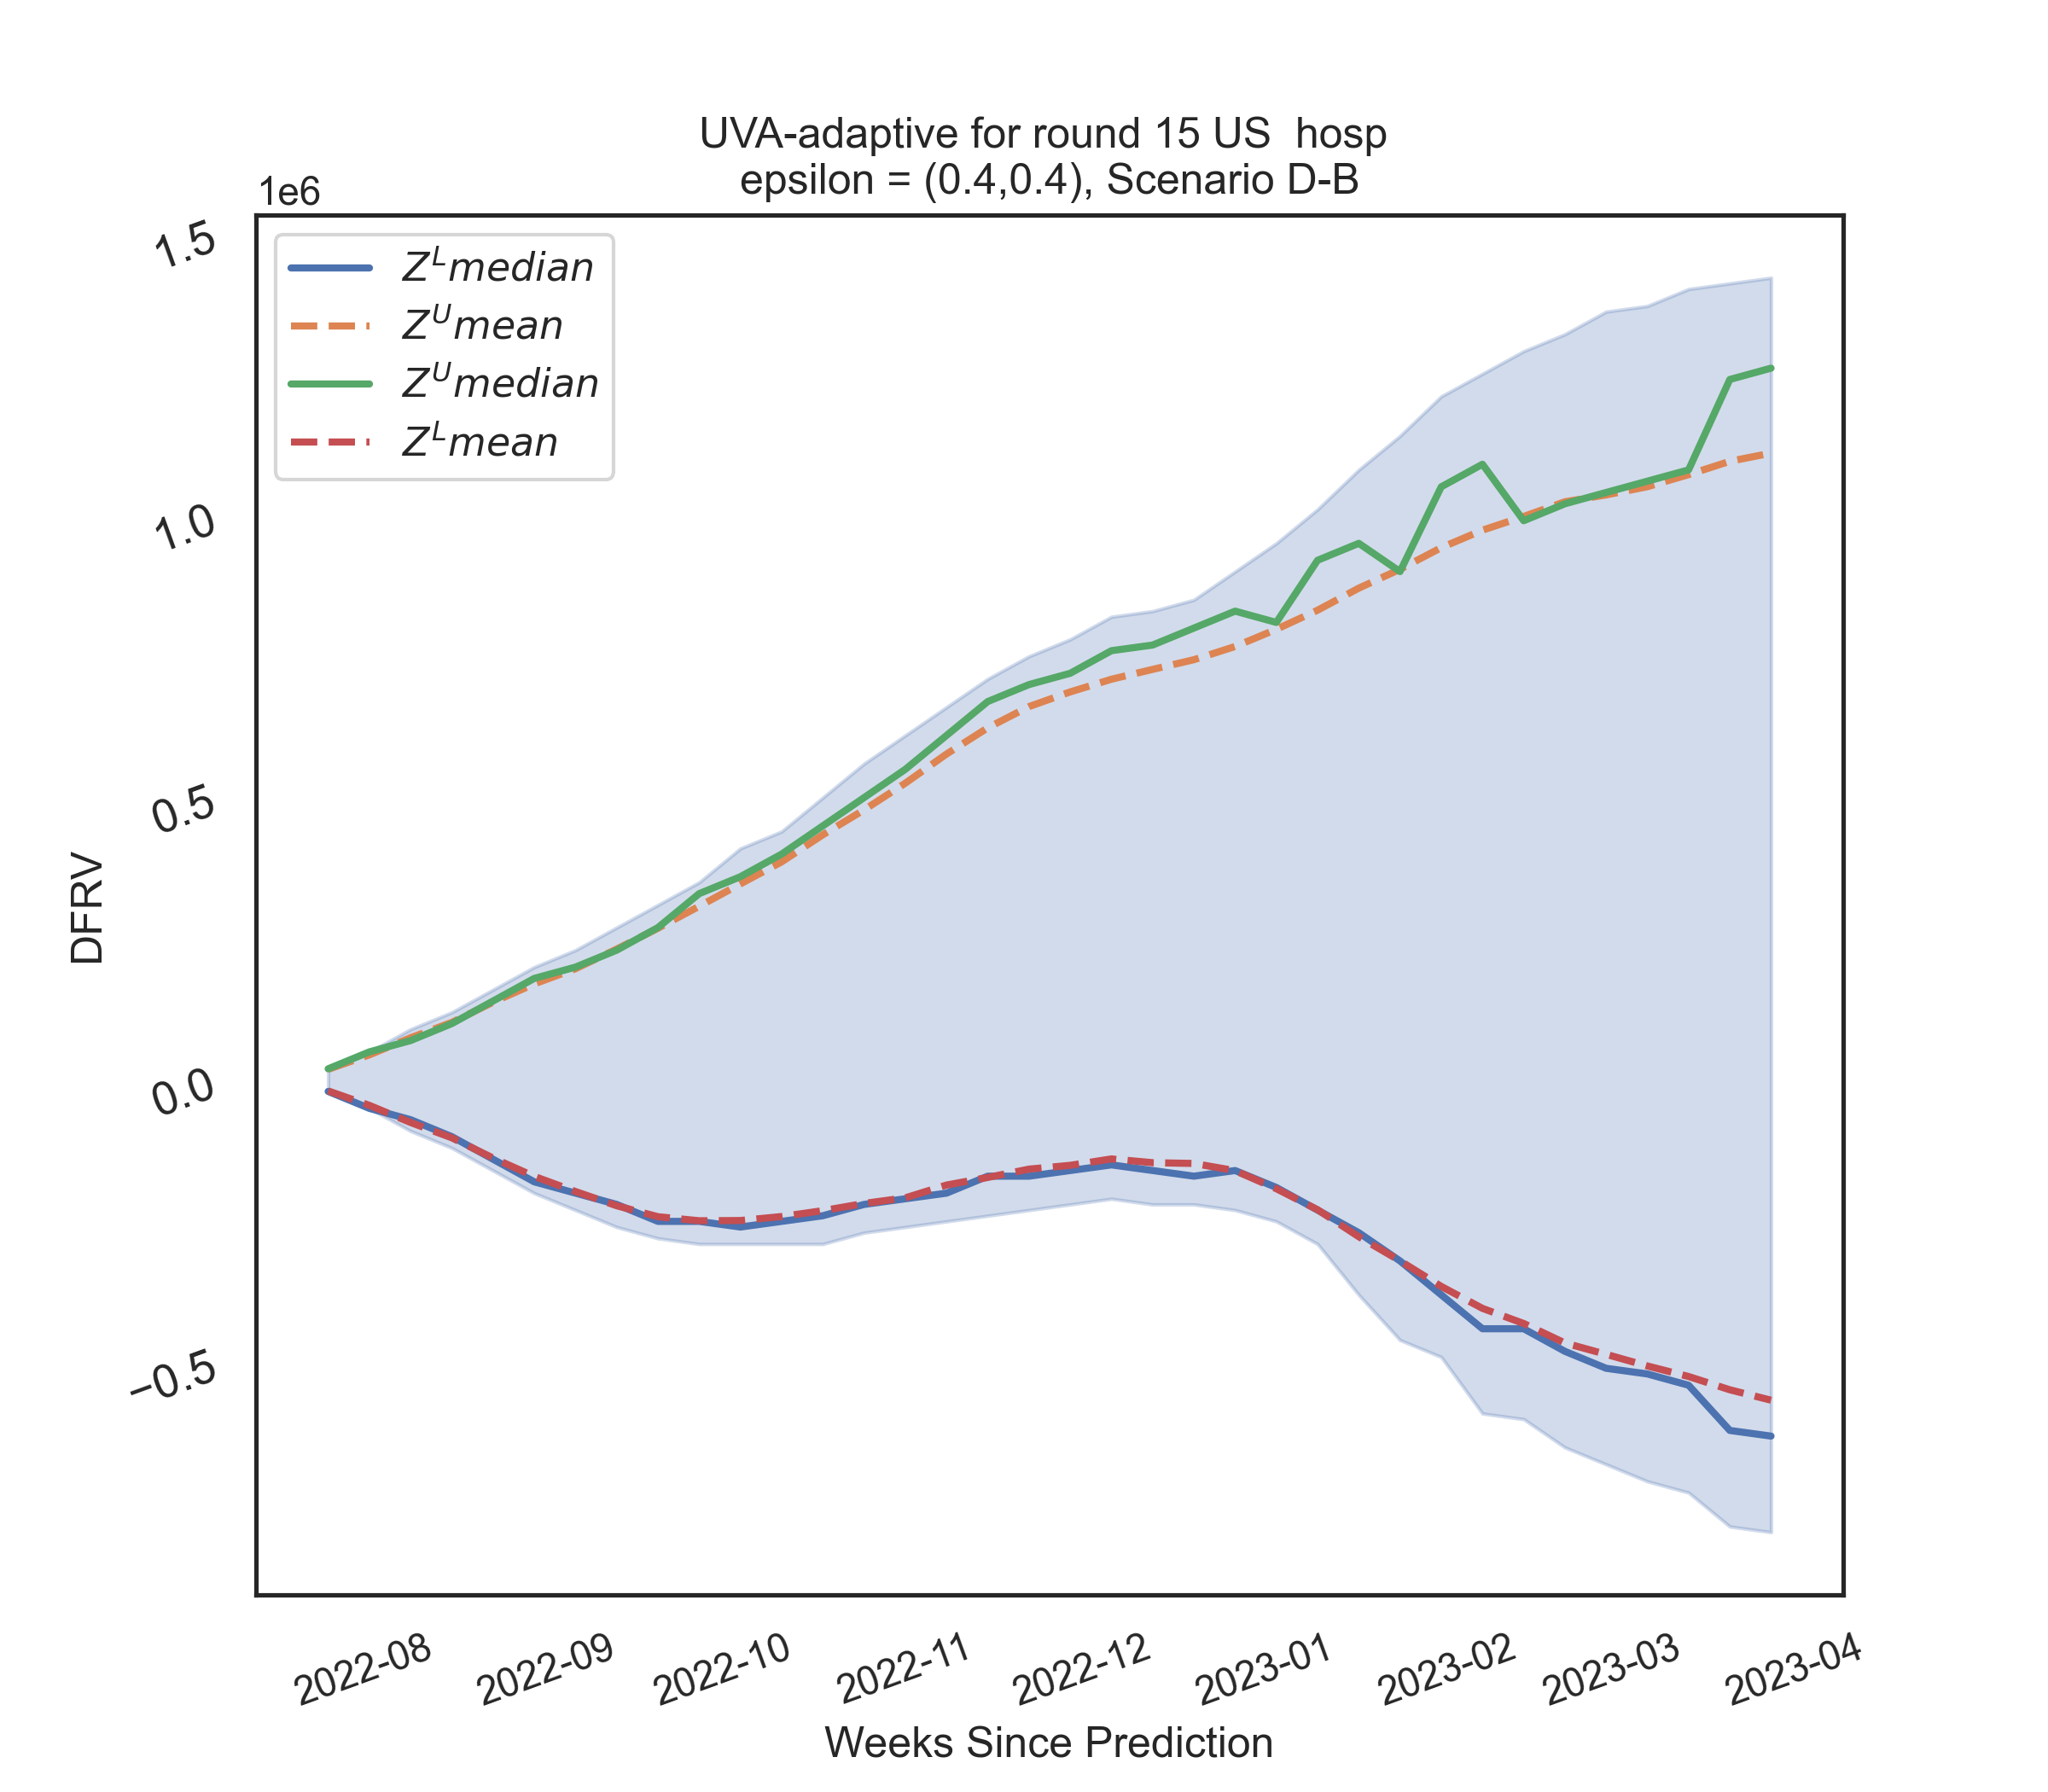 UVA-adaptive for round 15 US  hosp
epsilon = (0.4,0.4), Scenario D-B
1e6
1.5
1.0
0.5
0.0
−0.5
DFRV
Z^L median
Z^U mean
Z^U median
Z^L mean
2022-08
2022-09
2022-10
2022-11
2022-12
2023-01
2023-02
2023-03
2023-04
Weeks Since Prediction